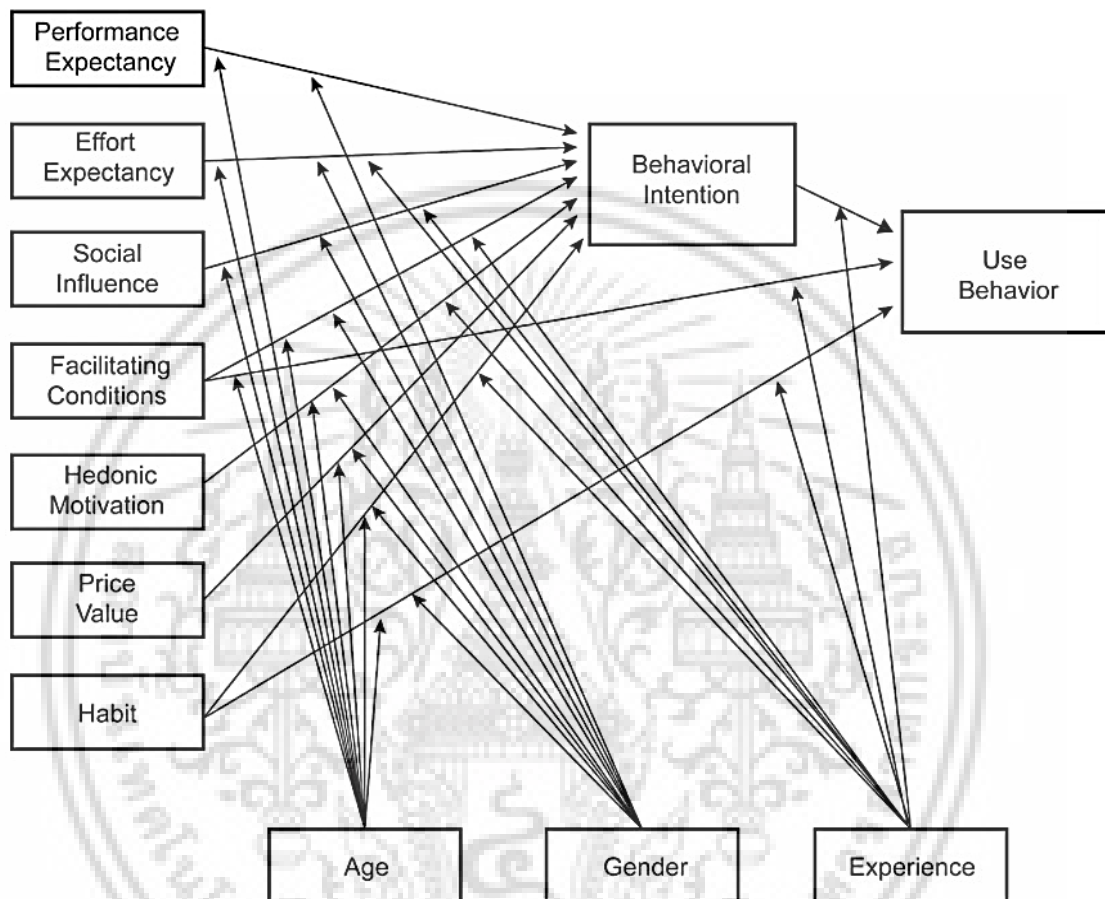 Performance
Expectancy
Effort
Expectancy
Social
Influence
Facilitating
Conditions
Hedonic
Motivation
Price
Value
Habit
Behavioral
Intention
Use
Behavior
Age
Gender
Experience